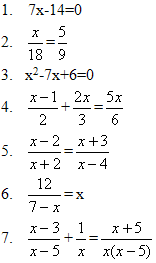 1. 7x-14=0
2. x/18 = 5/9
3. x²-7x+6=0
4. (x-1)/2 + 2x/3 = 5x/6
5. (x-2)/(x+2) = (x+3)/(x-4)
6. 12/(7-x) = x
7. (x-3)/(x-5) + 1/x = (x+5)/(x(x-5))